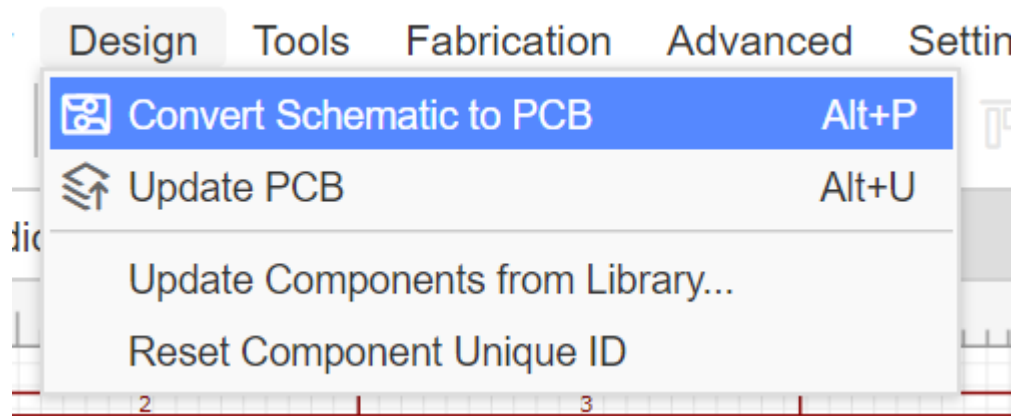 Design Tools Fabrication Advanced Settin
Convert Schematic to PCB Alt+P
Update PCB Alt+U
Update Components from Library...
Reset Component Unique ID
2 3